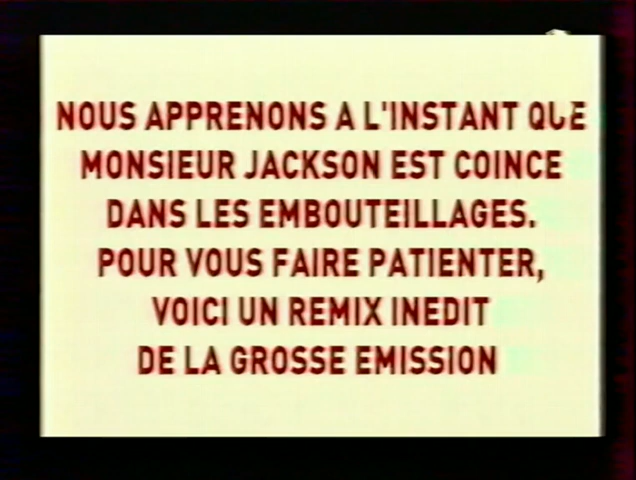 NOUS APPRENONS A L'INSTANT QUE
MONSIEUR JACKSON EST COINCE
DANS LES EMBOUTEILLAGES.
POUR VOUS FAIRE PATIENTER,
VOICI UN REMIX INEDIT
DE LA GROSSE EMISSION